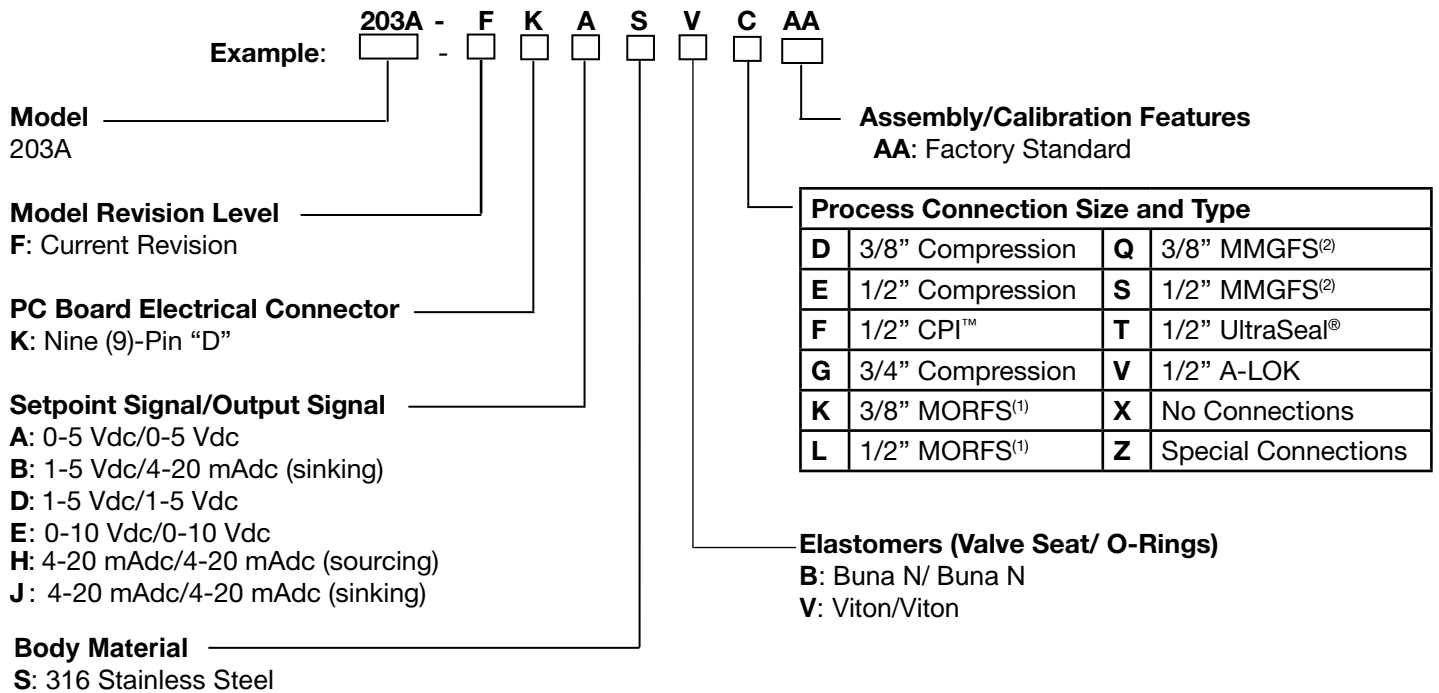 203A - F K A S V C AA
Example: -
Model
203A
Model Revision Level
F: Current Revision
PC Board Electrical Connector
K: Nine (9)-Pin “D”
Setpoint Signal/Output Signal
A: 0-5 Vdc/0-5 Vdc
B: 1-5 Vdc/4-20 mAdc (sinking)
D: 1-5 Vdc/1-5 Vdc
E: 0-10 Vdc/0-10 Vdc
H: 4-20 mAdc/4-20 mAdc (sourcing)
J: 4-20 mAdc/4-20 mAdc (sinking)
Body Material
S: 316 Stainless Steel
Assembly/Calibration Features
AA: Factory Standard
Process Connection Size and Type
D 3/8” Compression Q 3/8” MMGFS(2)
E 1/2” Compression S 1/2” MMGFS(2)
F 1/2” CPI™ T 1/2” UltraSeal®
G 3/4” Compression V 1/2” A-LOK
K 3/8” MORFS(1) X No Connections
L 1/2” MORFS(1) Z Special Connections
Elastomers (Valve Seat/ O-Rings)
B: Buna N/ Buna N
V: Viton/Viton